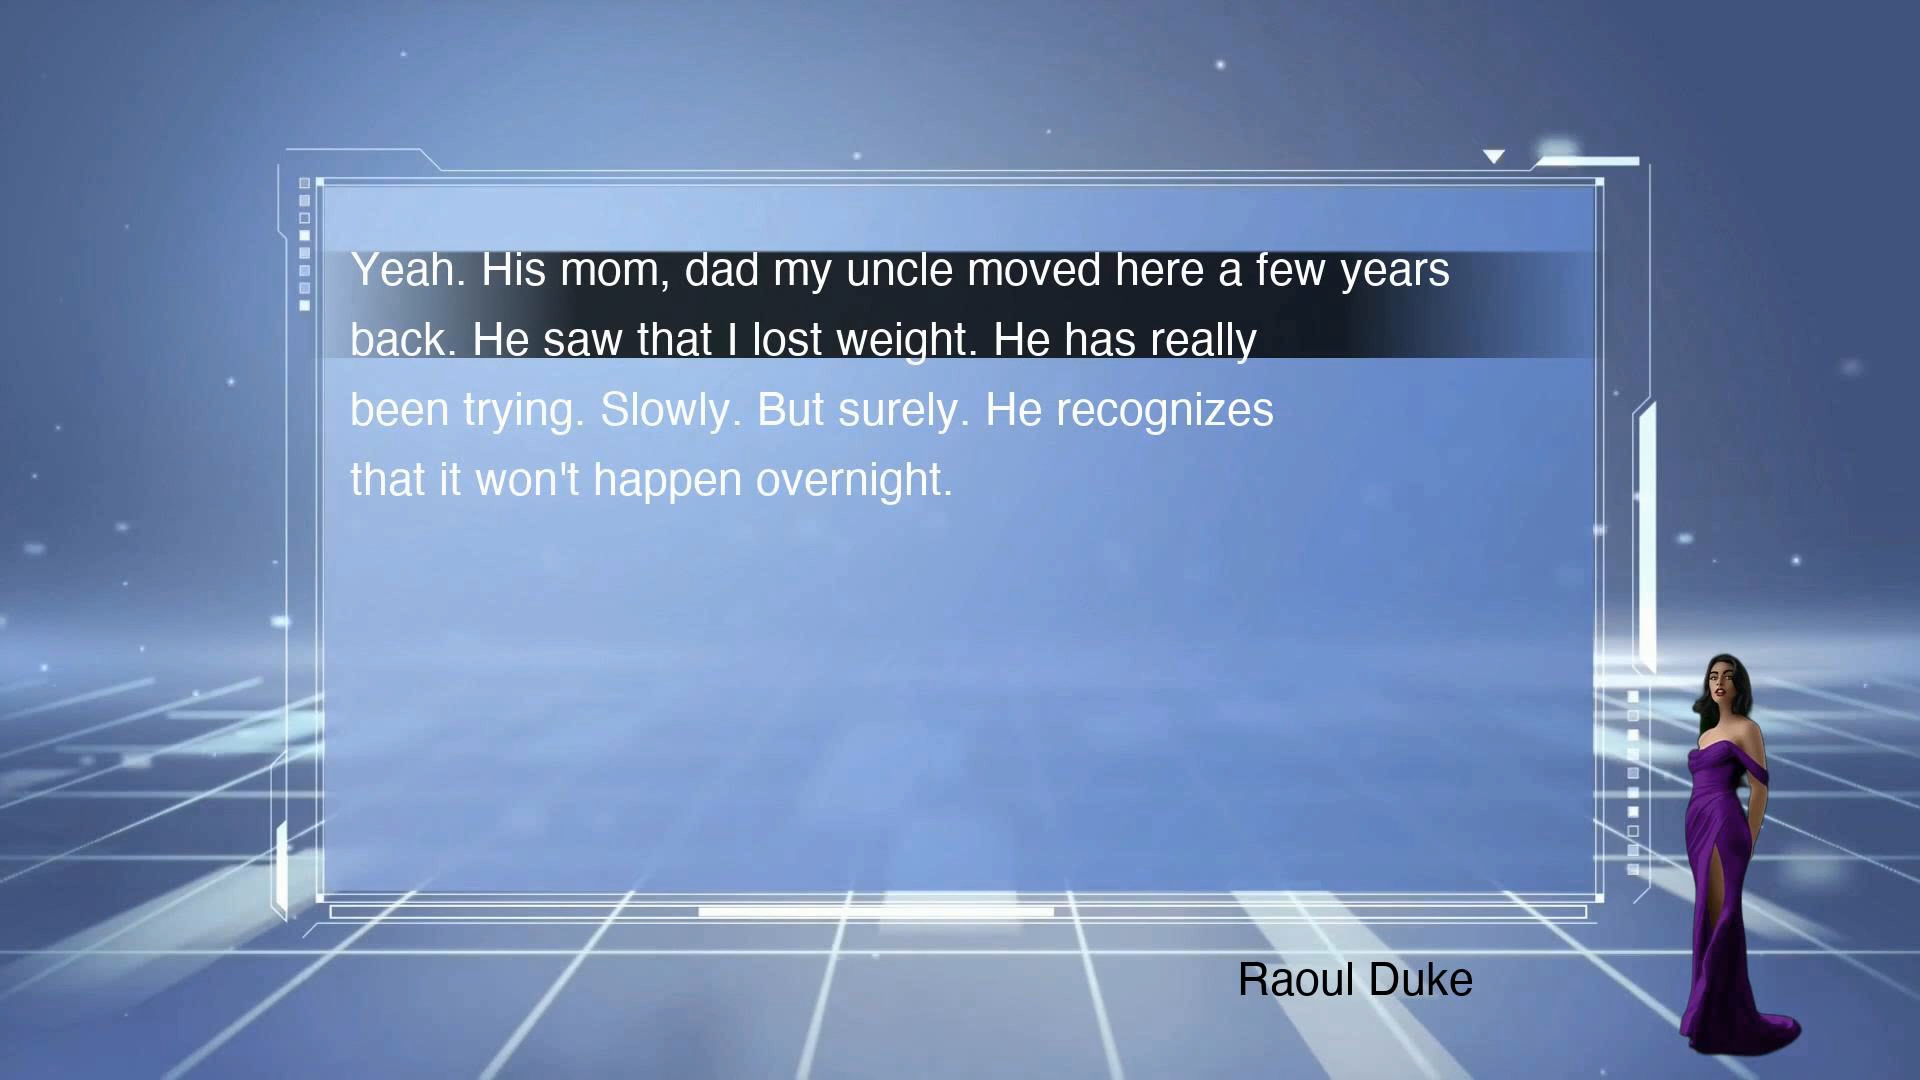 Yeah. His mom, dad my uncle moved here a few years
back. He saw that I lost weight. He has really
been trying. Slowly. But surely. He recognizes
that it won't happen overnight.
Raoul Duke